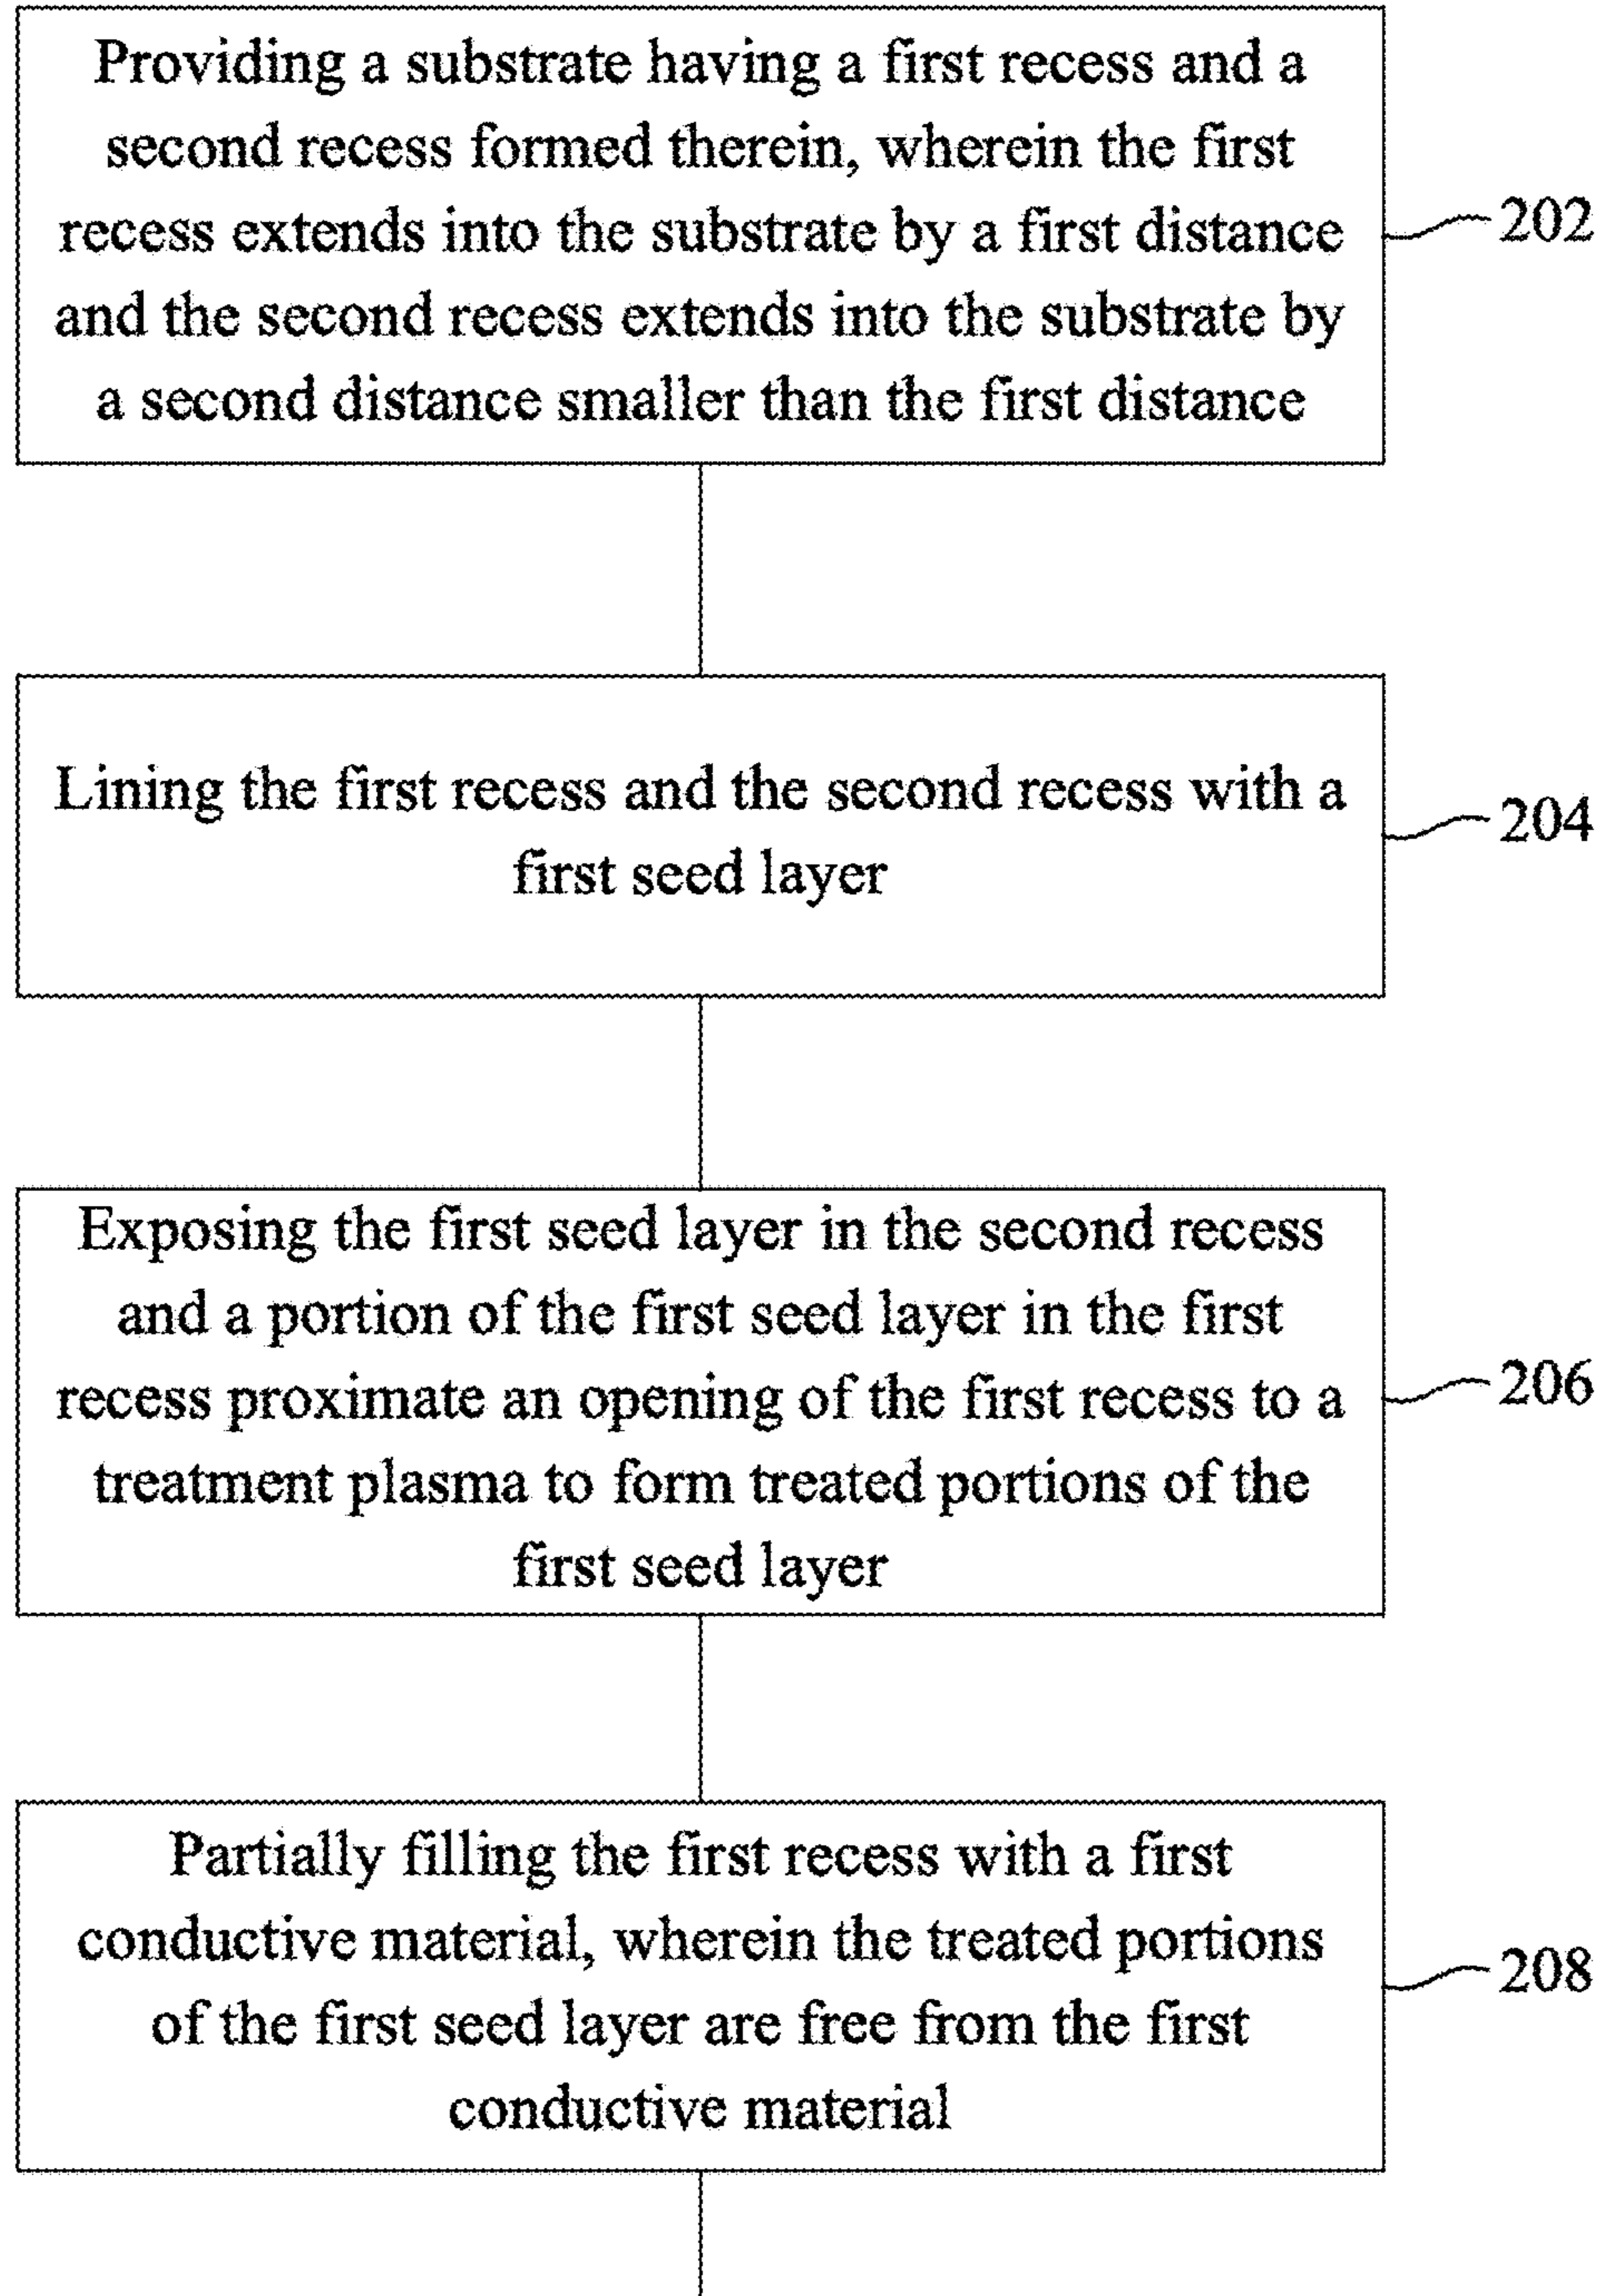 Providing a substrate having a first recess and a
second recess formed therein, wherein the first
recess extends into the substrate by a first distance
and the second recess extends into the substrate by
a second distance smaller than the first distance
202
Lining the first recess and the second recess with a
first seed layer
204
Exposing the first seed layer in the second recess
and a portion of the first seed layer in the first
recess proximate an opening of the first recess to a
treatment plasma to form treated portions of the
first seed layer
206
Partially filling the first recess with a first
conductive material, wherein the treated portions
of the first seed layer are free from the first
conductive material
208